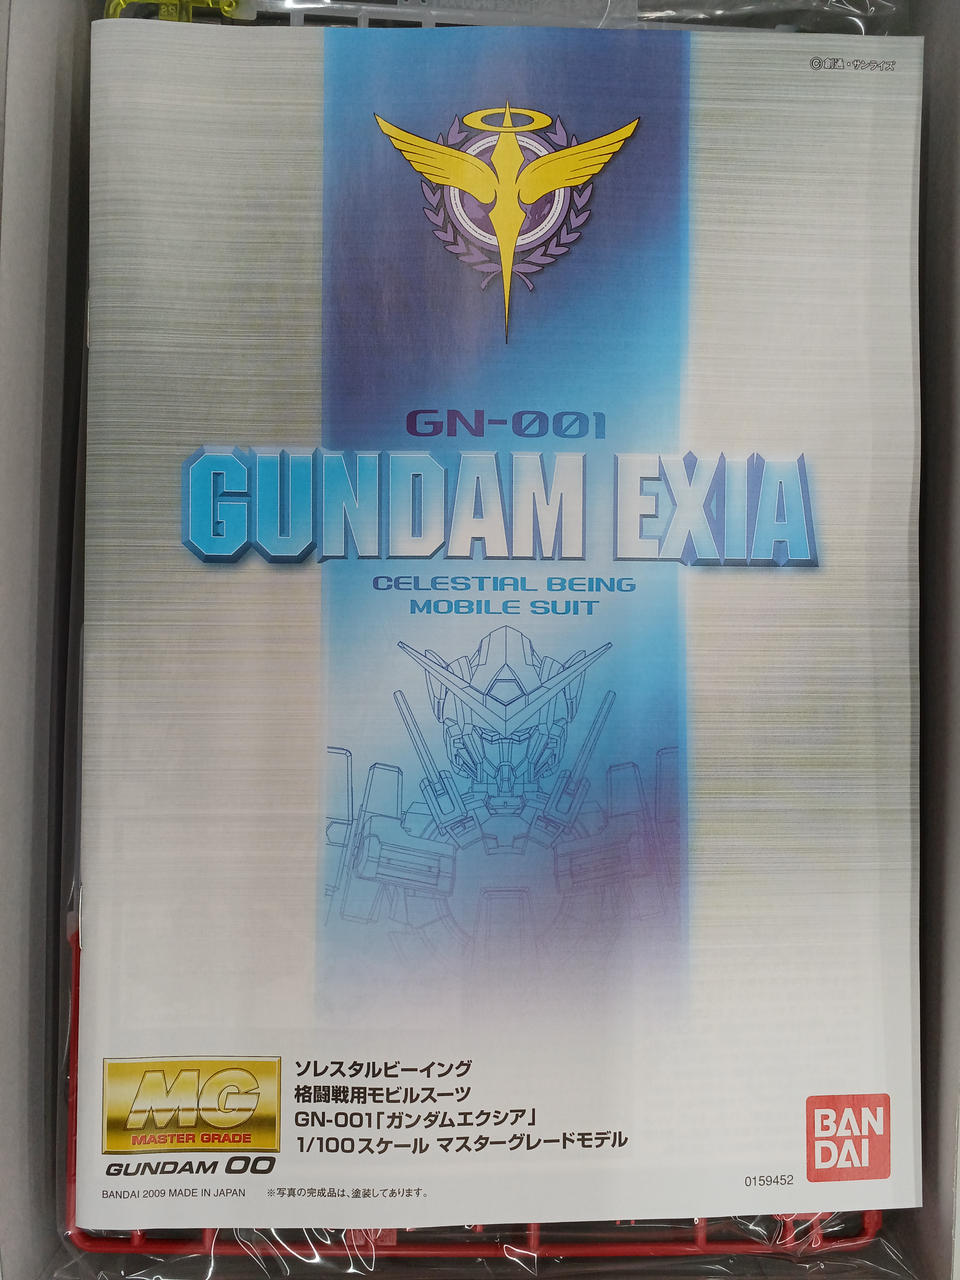 ©創通・サンライズ
GN-001
GUNDAM EXIA
CELESTIAL BEING
MOBILE SUIT
MG
MASTER GRADE
GUNDAM 00
ソレスタルビーイング
格闘戦用モビルスーツ
GN-001「ガンダムエクシア」
1/100スケール マスターグレードモデル
BANDAI 2009 MADE IN JAPAN ※写真の完成品は、塗装してあります。
0159452
BAN
DAI